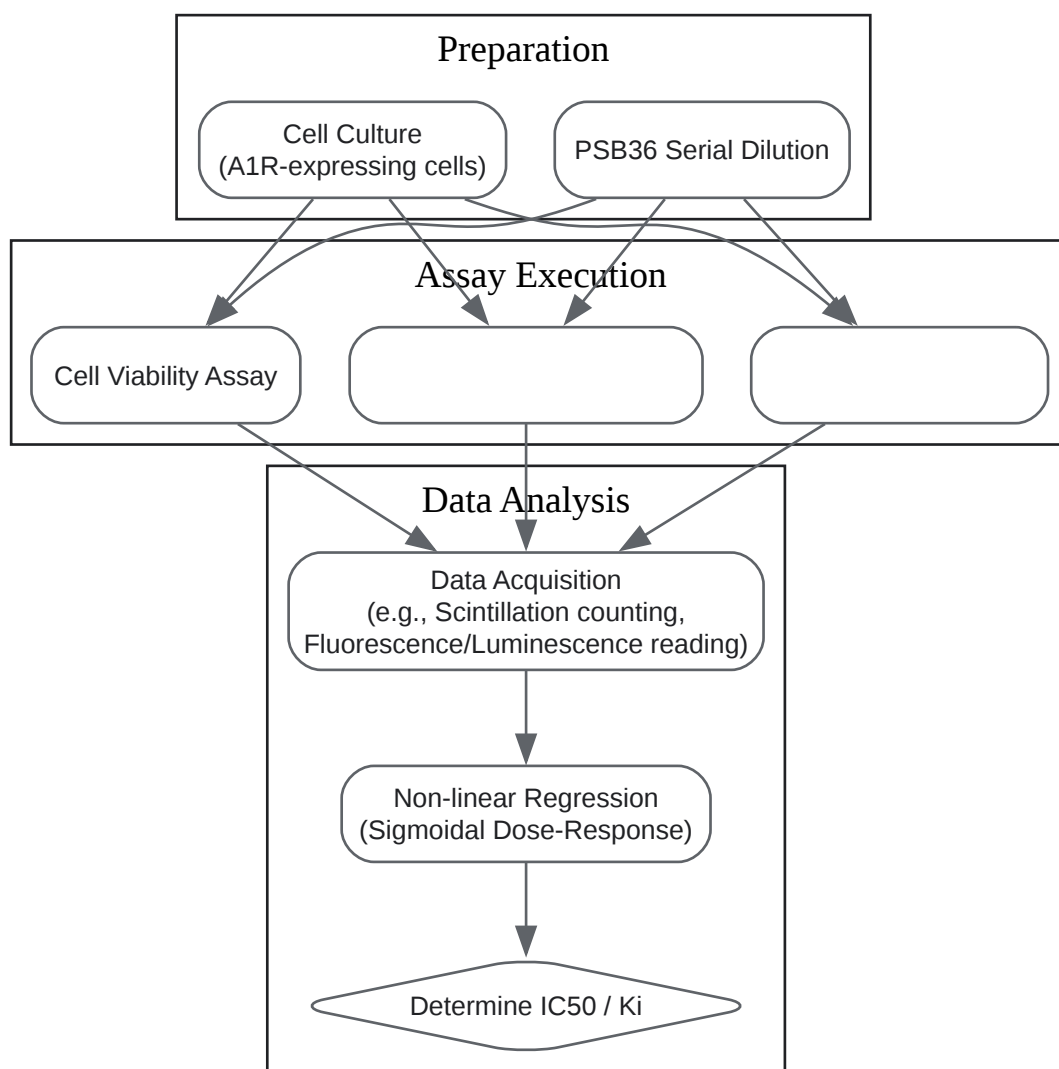 Preparation
Cell Culture
(A1R-expressing cells)
PSB36 Serial Dilution
Assay Execution
Cell Viability Assay
Data Analysis
Data Acquisition
(e.g., Scintillation counting,
Fluorescence/Luminescence reading)
Non-linear Regression
(Sigmoidal Dose-Response)
Determine IC50 / Ki